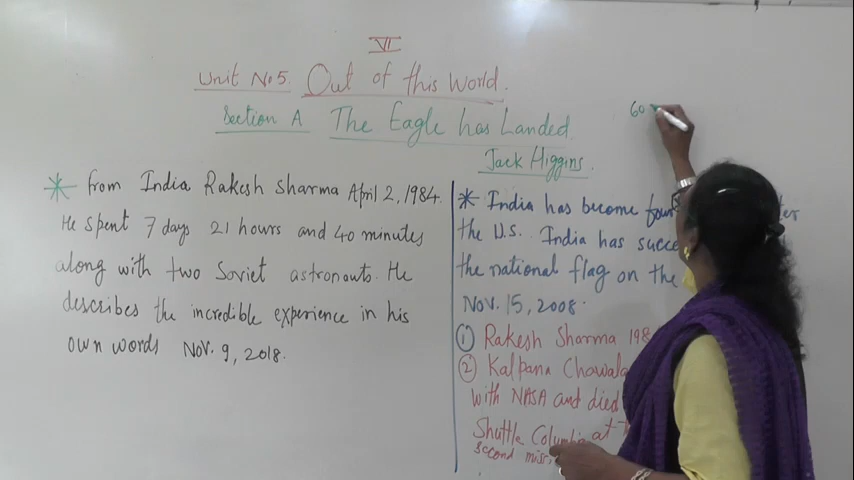 VI
Unit No 5. Out of this World.
Section A The Eagle has Landed.
Jack Higgins.
60
* from India Rakesh Sharma April 2, 1984.
He spent 7 days 21 hours and 40 minutes
along with two Soviet astronauts. He
describes the incredible experience in his
own words Nov. 9, 2018.
* India has become four
the U.S. India has succe
the national flag on the
Nov. 15, 2008.
1 Rakesh Sharma 198
2 Kalpana Chowala
with NASA and died
Shuttle Columbia at
second miss